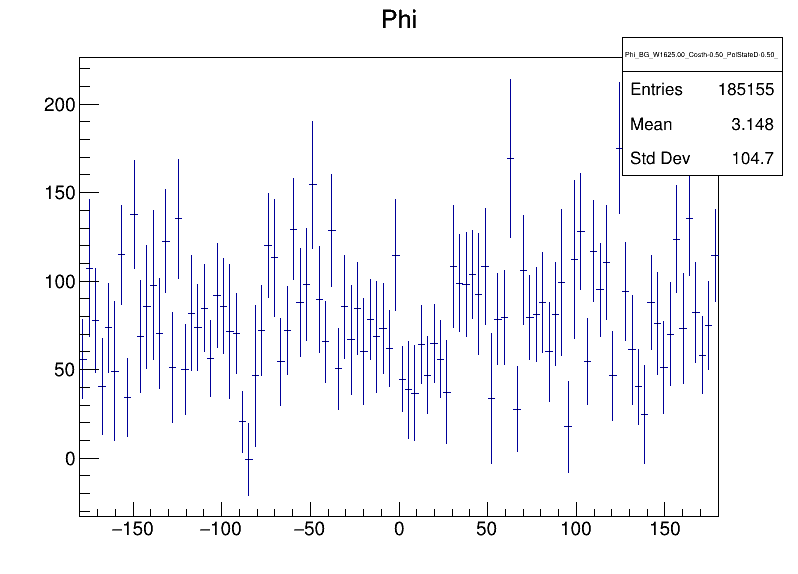 Phi
Phi_BG_W1625.00_Costh-0.50_PolStateD-0.50_
Entries 185155
Mean 3.148
Std Dev 104.7
200
150
100
50
0
−150 −100 −50 0 50 100 150